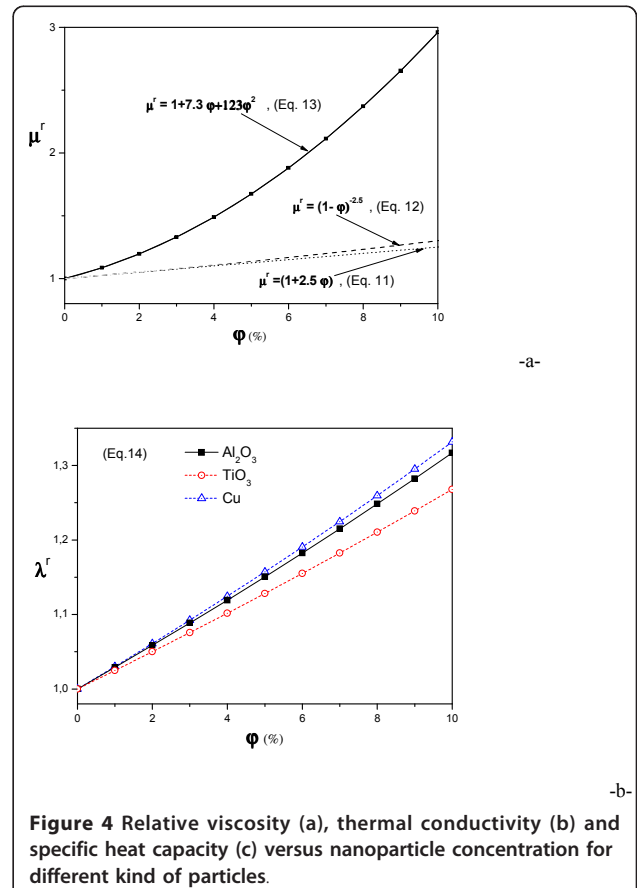 3
μʳ = 1+7.3 φ+123φ² , (Eq. 13)
μʳ
2
μʳ = (1- φ)⁻²·⁵ , (Eq. 12)
1
μʳ =(1+2.5 φ) , (Eq. 11)
0 2 4 6 8 10
φ (%)
-a-
1,3
(Eq.14)
Al₂O₃
TiO₃
Cu
1,2
λʳ
1,1
1,0
0 2 4 6 8 10
φ (%)
-b-
Figure 4 Relative viscosity (a), thermal conductivity (b) and
specific heat capacity (c) versus nanoparticle concentration for
different kind of particles.